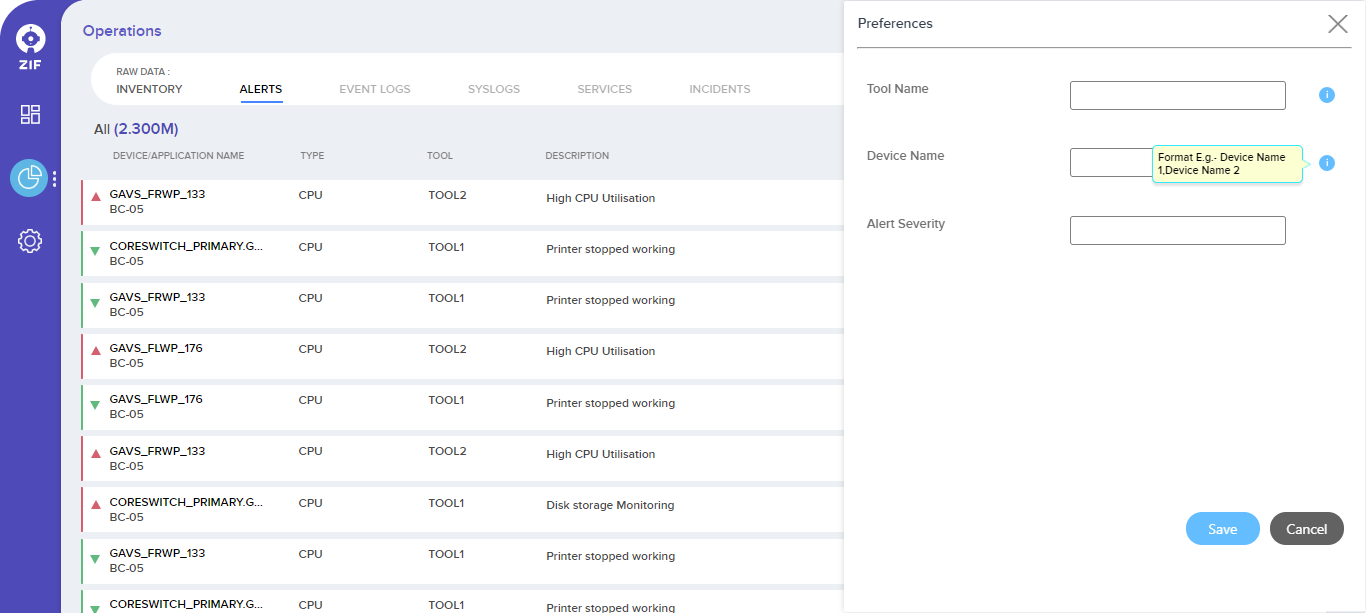 ZIF
Operations
RAW DATA :
INVENTORY ALERTS EVENT LOGS SYSLOGS SERVICES INCIDENTS
All (2.300M)
DEVICE/APPLICATION NAME TYPE TOOL DESCRIPTION
GAVS_FRWP_133 CPU TOOL2 High CPU Utilisation
BC-05
CORESWITCH_PRIMARY.G... CPU TOOL1 Printer stopped working
BC-05
GAVS_FRWP_133 CPU TOOL1 Printer stopped working
BC-05
GAVS_FLWP_176 CPU TOOL2 High CPU Utilisation
BC-05
GAVS_FLWP_176 CPU TOOL1 Printer stopped working
BC-05
GAVS_FRWP_133 CPU TOOL2 High CPU Utilisation
BC-05
CORESWITCH_PRIMARY.G... CPU TOOL1 Disk storage Monitoring
BC-05
GAVS_FRWP_133 CPU TOOL1 Printer stopped working
BC-05
CORESWITCH_PRIMARY.G... CPU TOOL1 Printer stopped working
Preferences
Tool Name
i
Device Name
Format E.g.- Device Name
1,Device Name 2
i
Alert Severity
Save Cancel